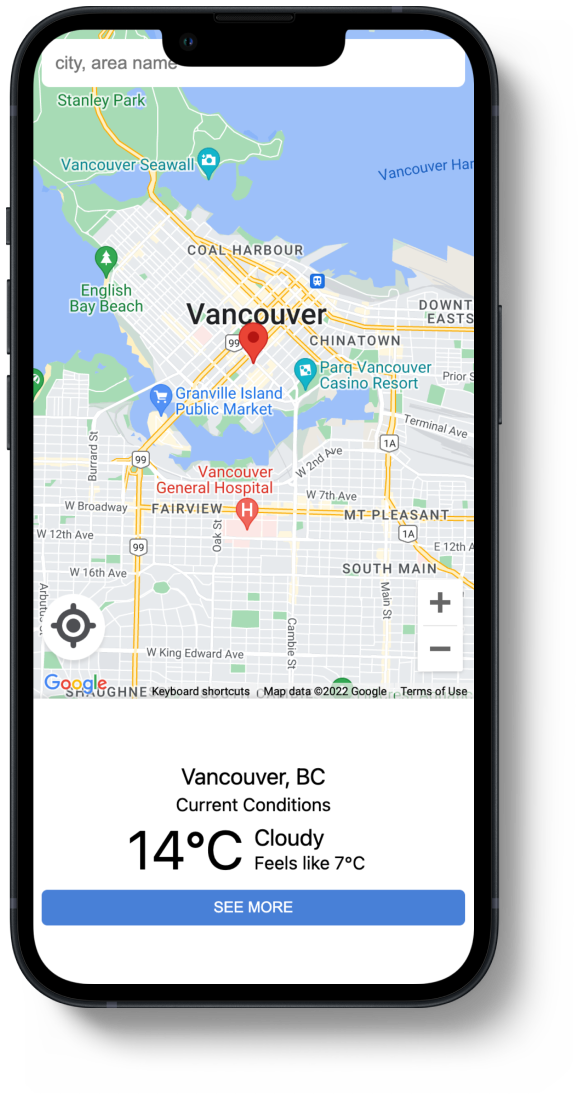 city, area name
Stanley Park
Vancouver Seawall
Vancouver Har
COAL HARBOUR
English
Bay Beach
Vancouver
DOWNT
EASTS
99
CHINATOWN
Parq Vancouver
Casino Resort
Prior S
Granville Island
Public Market
Terminal Ave
1A
Burrard St
99
W 2nd Ave
Vancouver
General Hospital
H
W 7th Ave
W Broadway
FAIRVIEW
MT PLEASANT
1A
W 12th Ave
Oak St
99
E 12th A
W 16th Ave
SOUTH MAIN
Arbutus S
Main St
+
−
Cambie St
W King Edward Ave
Google
SHAUGHNE
SOUTH CAMBIE
Keyboard shortcuts
Map data ©2022 Google
Terms of Use
Vancouver, BC
Current Conditions
14°C
Cloudy
Feels like 7°C
SEE MORE